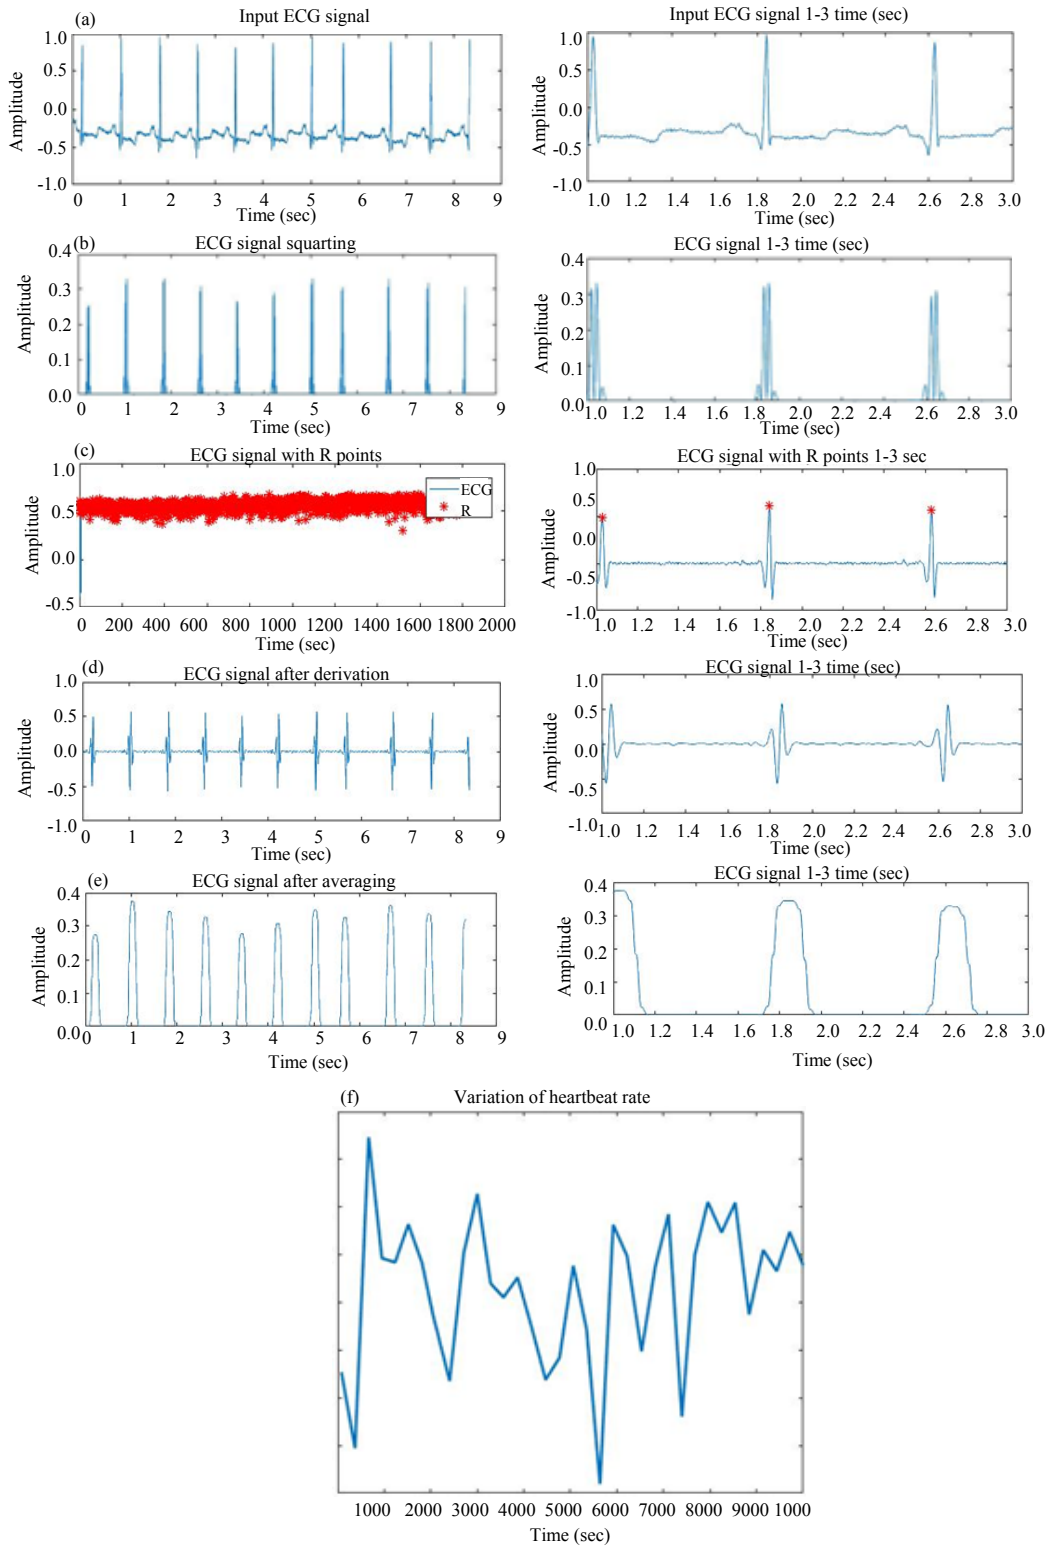 (a)
Input ECG signal
1.0
0.5
0.0
-0.5
-1.0
Amplitude
0 1 2 3 4 5 6 7 8 9
Time (sec)
Input ECG signal 1-3 time (sec)
1.0
0.5
0.0
-0.5
-1.0
Amplitude
1.0 1.2 1.4 1.6 1.8 2.0 2.2 2.4 2.6 2.8 3.0
Time (sec)
(b)
ECG signal squarting
0.4
0.3
0.2
0.1
0.0
Amplitude
0 1 2 3 4 5 6 7 8 9
Time (sec)
ECG signal 1-3 time (sec)
0.4
0.3
0.2
0.1
0.0
Amplitude
1.0 1.2 1.4 1.6 1.8 2.0 2.2 2.4 2.6 2.8 3.0
Time (sec)
(c)
ECG signal with R points
1.0
0.5
0.0
-0.5
Amplitude
ECG
R
0 200 400 600 800 1000 1200 1400 1600 1800 2000
Time (sec)
ECG signal with R points 1-3 sec
1.0
0.5
0.0
-0.5
-1.0
Amplitude
1.0 1.2 1.4 1.6 1.8 2.0 2.2 2.4 2.6 2.8 3.0
Time (sec)
(d)
ECG signal after derivation
1.0
0.5
0.0
-0.5
-1.0
Amplitude
0 1 2 3 4 5 6 7 8 9
Time (sec)
ECG signal 1-3 time (sec)
1.0
0.5
0.0
-0.5
-1.0
Amplitude
1.0 1.2 1.4 1.6 1.8 2.0 2.2 2.4 2.6 2.8 3.0
Time (sec)
(e)
ECG signal after averaging
0.4
0.3
0.2
0.1
0.0
Amplitude
0 1 2 3 4 5 6 7 8 9
Time (sec)
ECG signal 1-3 time (sec)
0.4
0.3
0.2
0.1
0.0
Amplitude
1.0 1.2 1.4 1.6 1.8 2.0 2.2 2.4 2.6 2.8 3.0
Time (sec)
(f)
Variation of heartbeat rate
1000 2000 3000 4000 5000 6000 7000 8000 9000 1000
Time (sec)